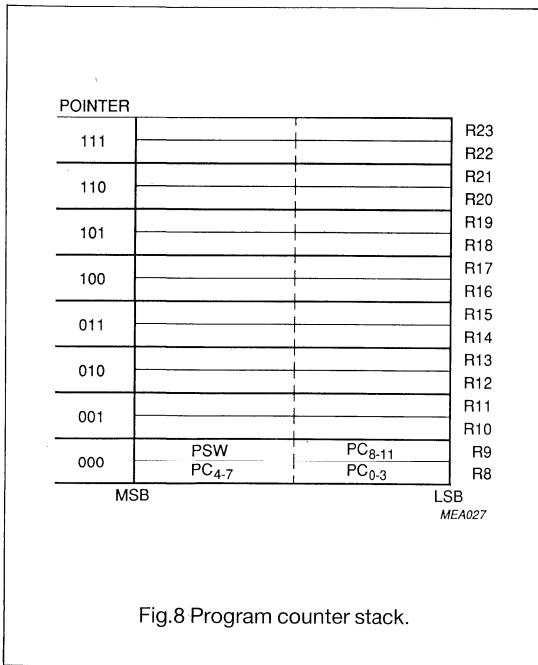 POINTER
111
R23
R22
110
R21
R20
101
R19
R18
100
R17
R16
011
R15
R14
010
R13
R12
001
R11
R10
000
PSW PC8-11 R9
PC4-7 PC0-3 R8
MSB LSB
MEA027
Fig.8 Program counter stack.